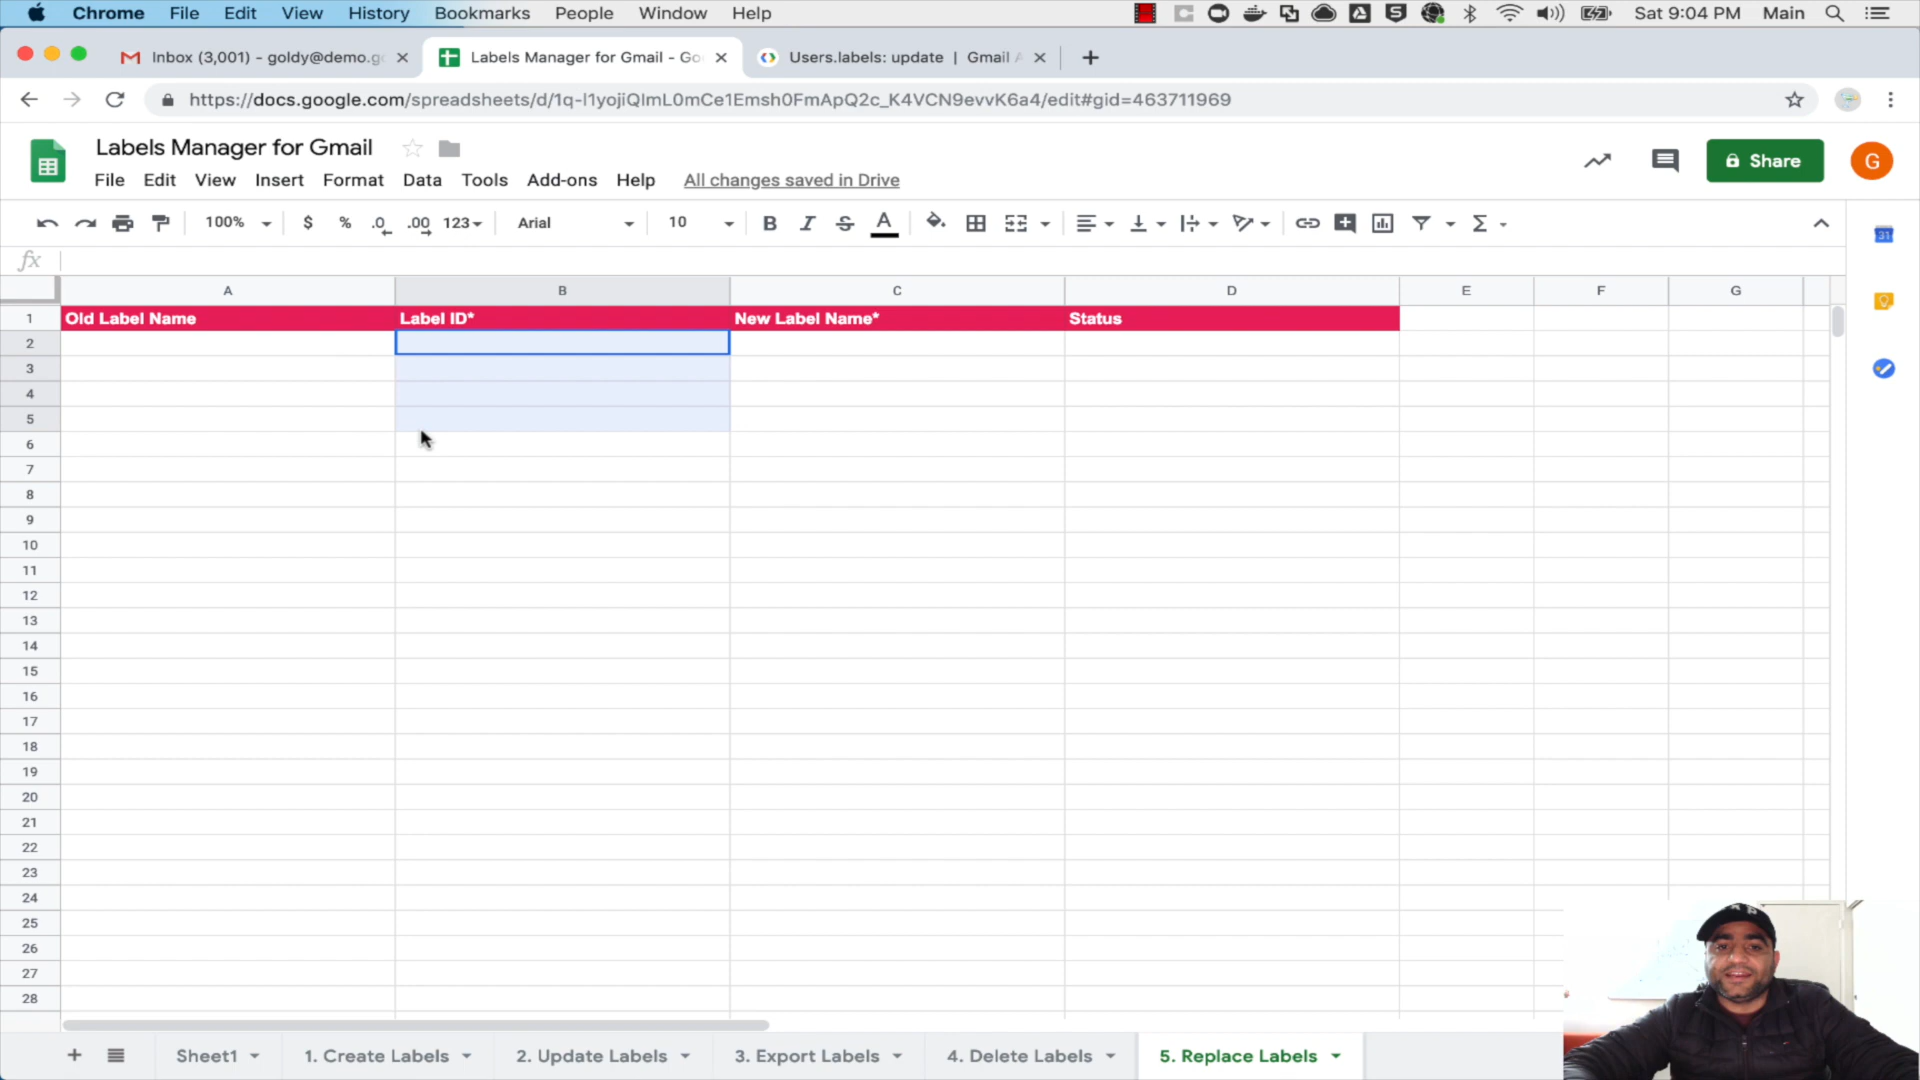 Chrome File Edit View History Bookmarks People Window Help Sat 9:04 PM Main
Inbox (3,001) - goldy@demo.g Labels Manager for Gmail - Go Users.labels: update | Gmail
https://docs.google.com/spreadsheets/d/1q-l1yojiQlmL0mCe1Emsh0FmApQ2c_K4VCN9evvK6a4/edit#gid=463711969
Labels Manager for Gmail
Share G
File Edit View Insert Format Data Tools Add-ons Help All changes saved in Drive
100% $ % .0 .00 123 Arial 10 B I S A Σ
31
fx
A B C D E F G
1 Old Label Name Label ID* New Label Name* Status
2
3
4
5
6
7
8
9
10
11
12
13
14
15
16
17
18
19
20
21
22
23
24
25
26
27
28
Sheet1 1. Create Labels 2. Update Labels 3. Export Labels 4. Delete Labels 5. Replace Labels